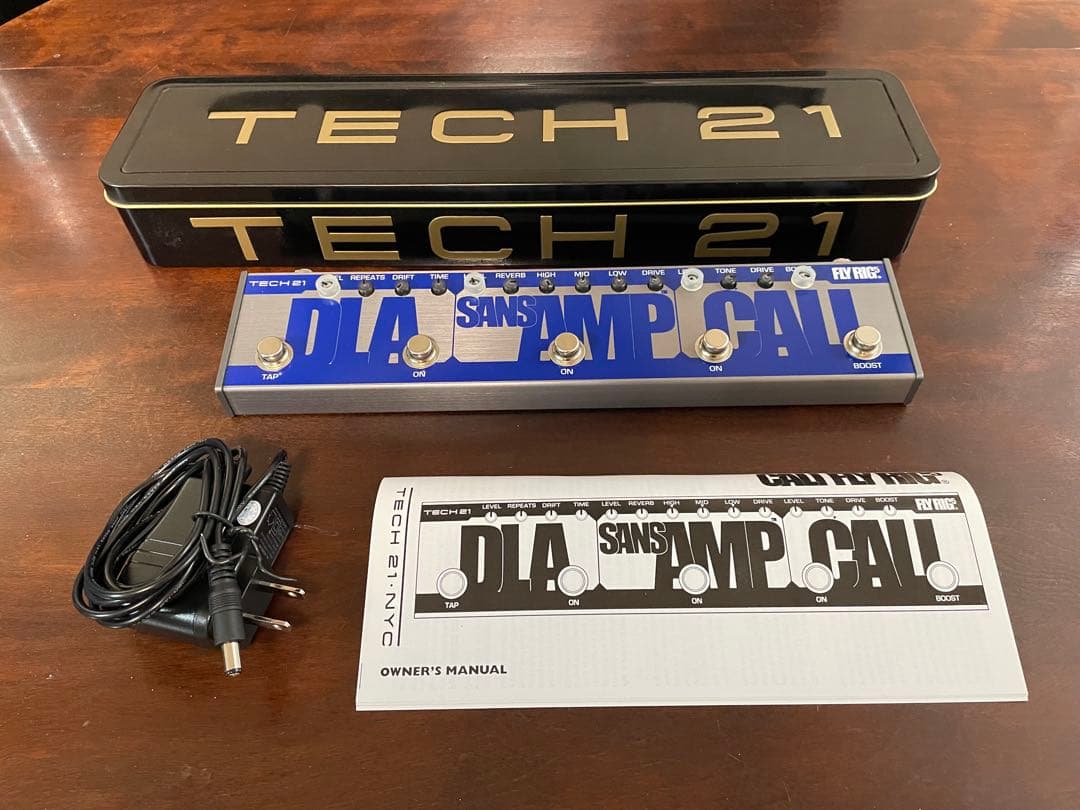 TECH 21
TECH 21
REPEATS DRIFT TIME REVERB HIGH MID LOW DRIVE TONE DRIVE
TECH 21 FLY RIG
DLA SANS AMP CALI
TAP ON ON ON BOOST
CALI FLY RIG®
TECH 21·NYC
LEVEL REPEATS DRIFT TIME LEVEL REVERB HIGH MID LOW DRIVE LEVEL TONE DRIVE BOOST
TECH 21 FLY RIG
DLA SANS AMP™ CALI
TAP ON ON ON BOOST
OWNER'S MANUAL